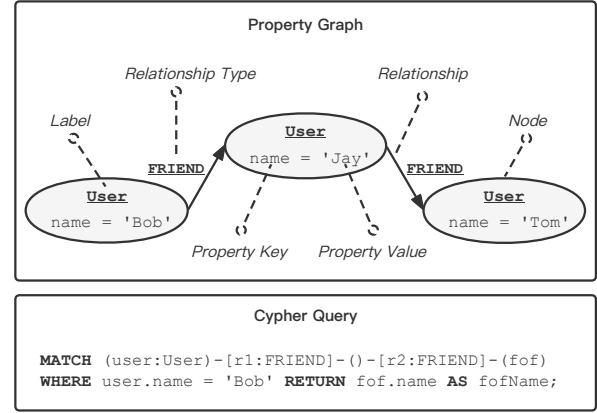 Property Graph
Relationship Type
Relationship
Label
Node
User
name = 'Jay'
FRIEND
FRIEND
User
name = 'Bob'
User
name = 'Tom'
Property Key
Property Value
Cypher Query
MATCH (user:User)-[r1:FRIEND]-()-[r2:FRIEND]-(fof)
WHERE user.name = 'Bob' RETURN fof.name AS fofName;